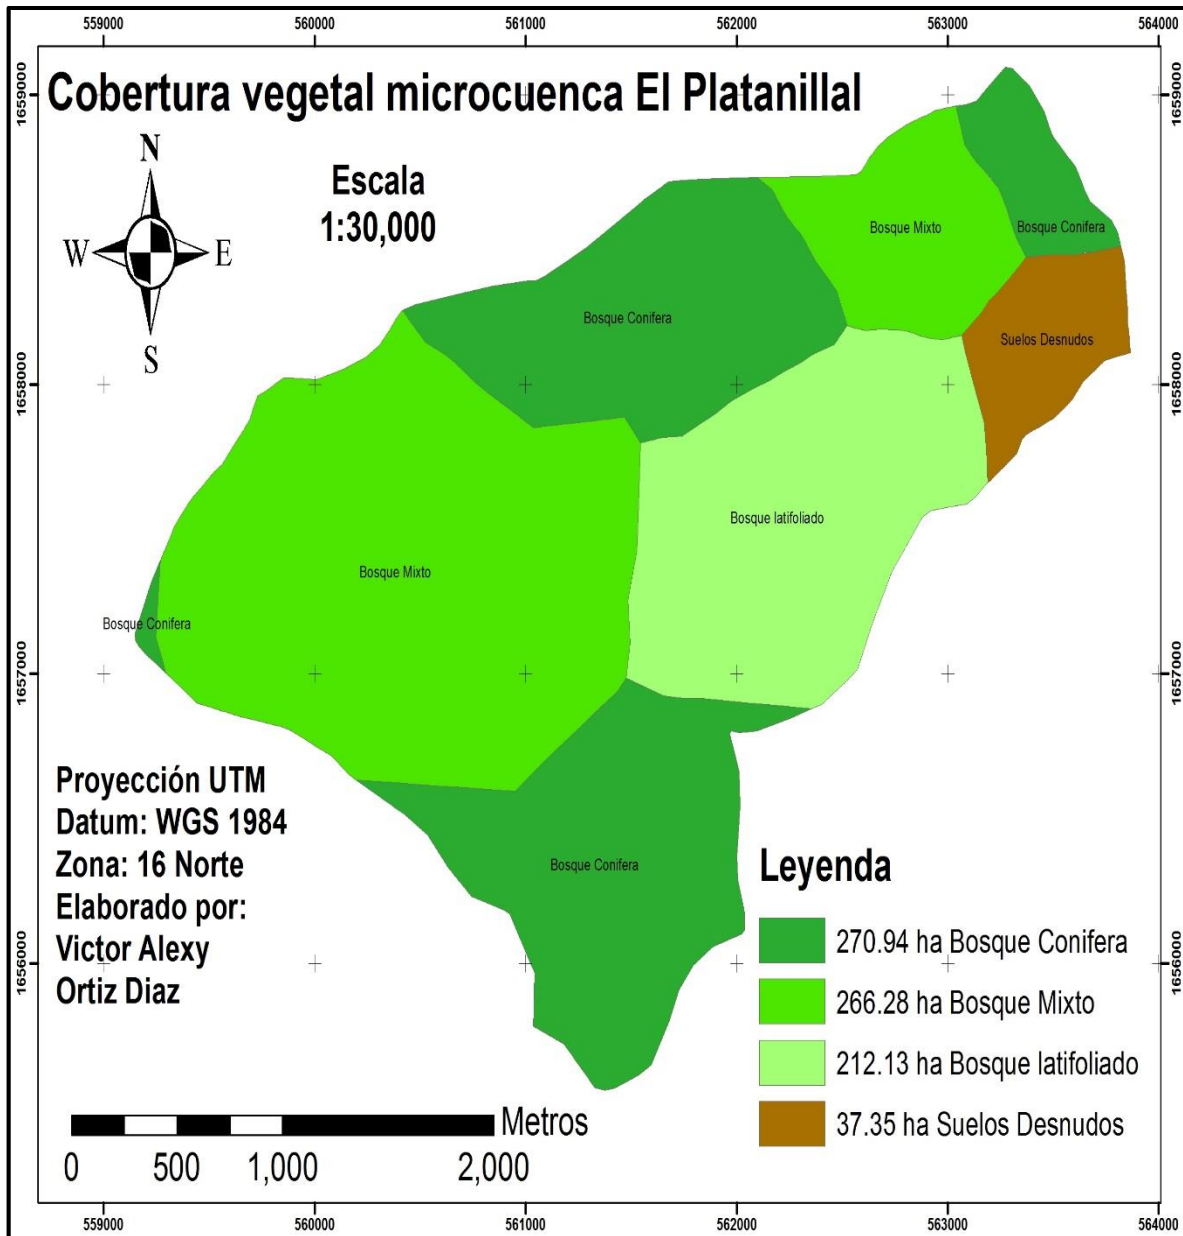 559000 560000 561000 562000 563000 564000
Cobertura vegetal microcuenca El Platanillal
1659000
1659000
N
W E
S
Escala
1:30,000
Bosque Mixto
Bosque Conifera
Bosque Conifera
Suelos Desnudos
1658000
1658000
Bosque latifoliado
Bosque Mixto
Bosque Conifera
1657000
1657000
Bosque Conifera
Proyección UTM
Datum: WGS 1984
Zona: 16 Norte
Elaborado por:
Victor Alexy
Ortiz Diaz
1656000
1656000
Leyenda
270.94 ha Bosque Conifera
266.28 ha Bosque Mixto
212.13 ha Bosque latifoliado
37.35 ha Suelos Desnudos
Metros
0 500 1,000 2,000
559000 560000 561000 562000 563000 564000